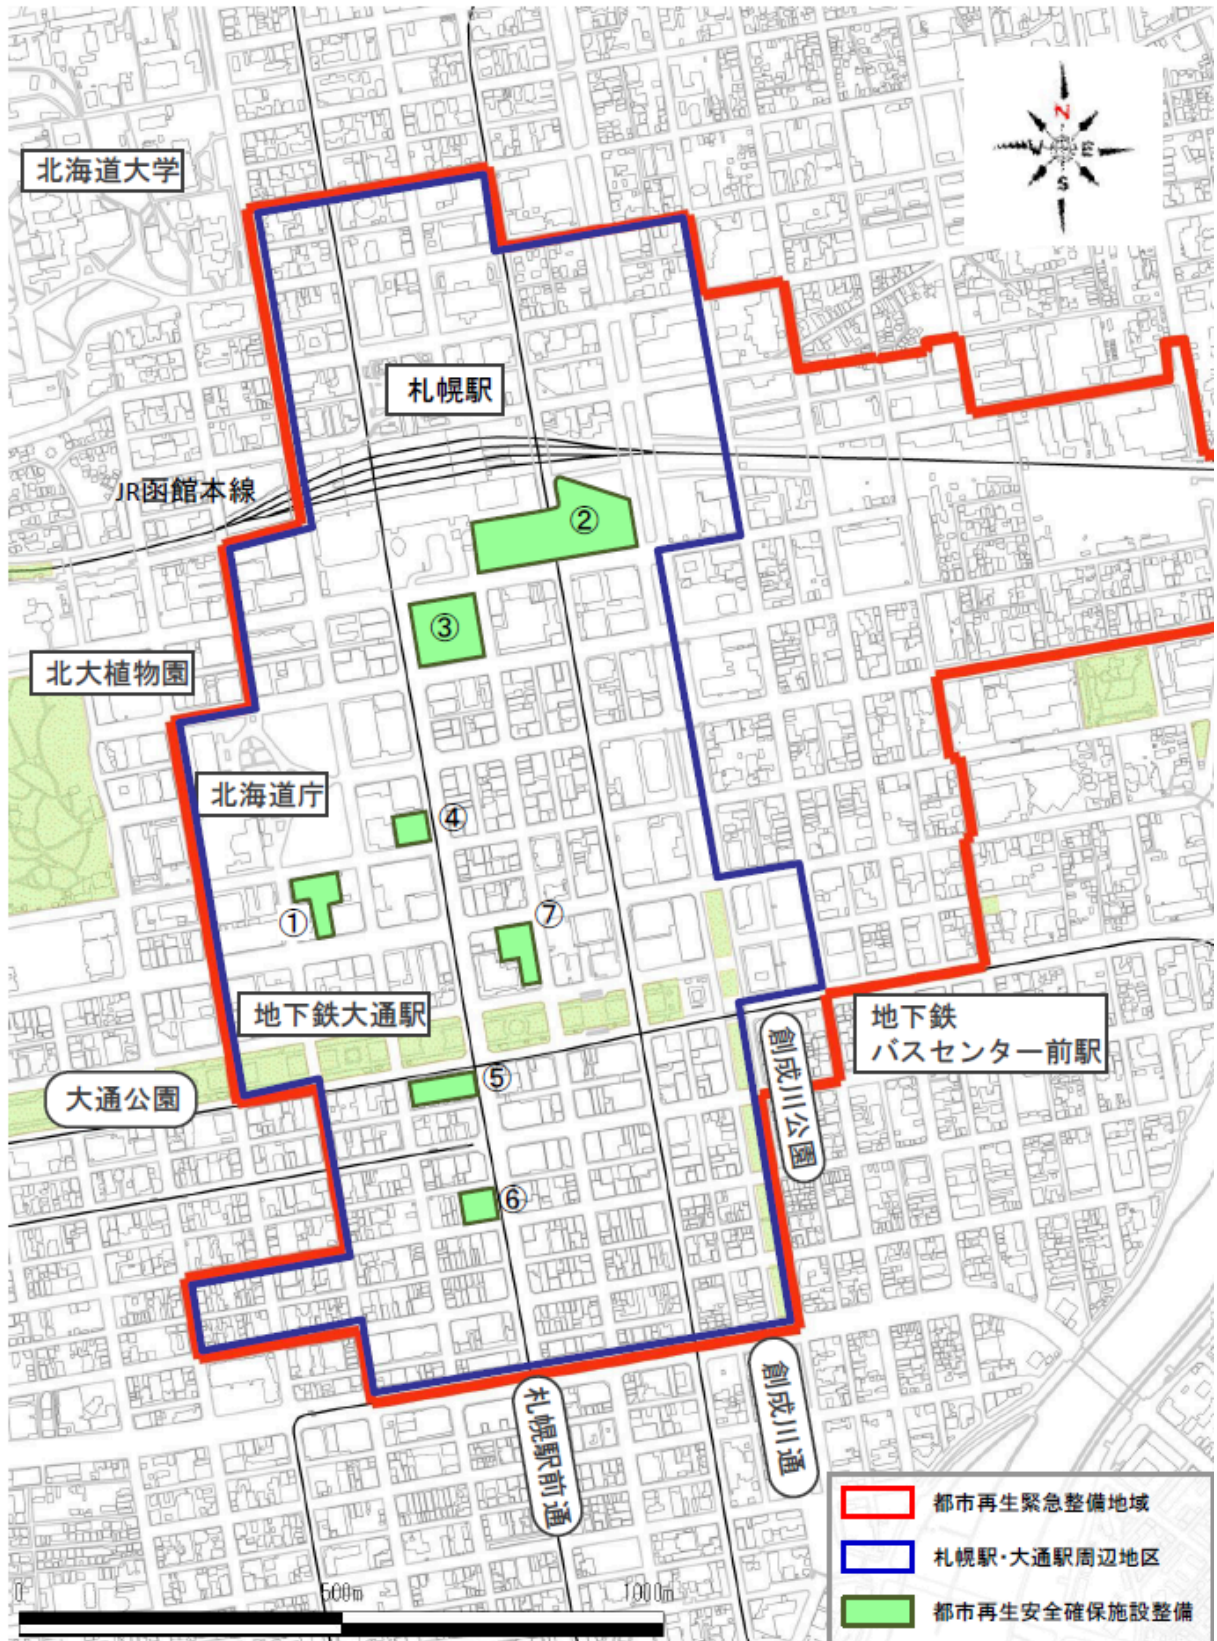 N
W
E
S
北海道大学
札幌駅
JR函館本線
②
③
北大植物園
北海道庁
④
①
⑦
地下鉄大通駅
地下鉄
バスセンター前駅
創成川公園
大通公園
⑤
⑥
創成川通
札幌駅前通
都市再生緊急整備地域
札幌駅・大通駅周辺地区
都市再生安全確保施設整備
0
500m
1000m